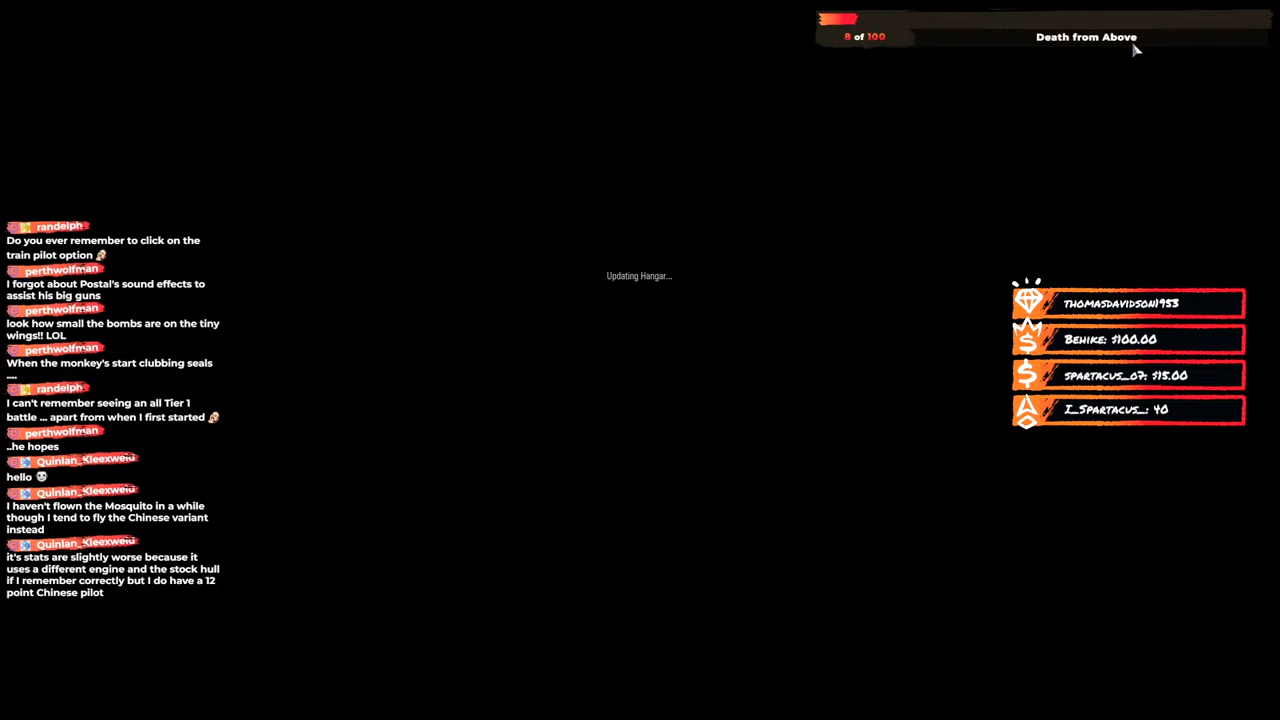 8 of 100
Death from Above
randelph
Do you ever remember to click on the
train pilot option
perthwolfman
I forgot about Postal's sound effects to
assist his big guns
perthwolfman
look how small the bombs are on the tiny
wings!! LOL
perthwolfman
When the monkey's start clubbing seals
....
randelph
I can't remember seeing an all Tier 1
battle ... apart from when I first started
perthwolfman
..he hopes
Quinlan_Kleexweld
hello
Quinlan_Kleexweld
I haven't flown the Mosquito in a while
though I tend to fly the Chinese variant
instead
Quinlan_Kleexweld
it's stats are slightly worse because it
uses a different engine and the stock hull
if I remember correctly but I do have a 12
point Chinese pilot
Updating Hangar...
thomasdavidson1953
Behike: $100.00
spartacus_07: $15.00
I_Spartacus_: 40